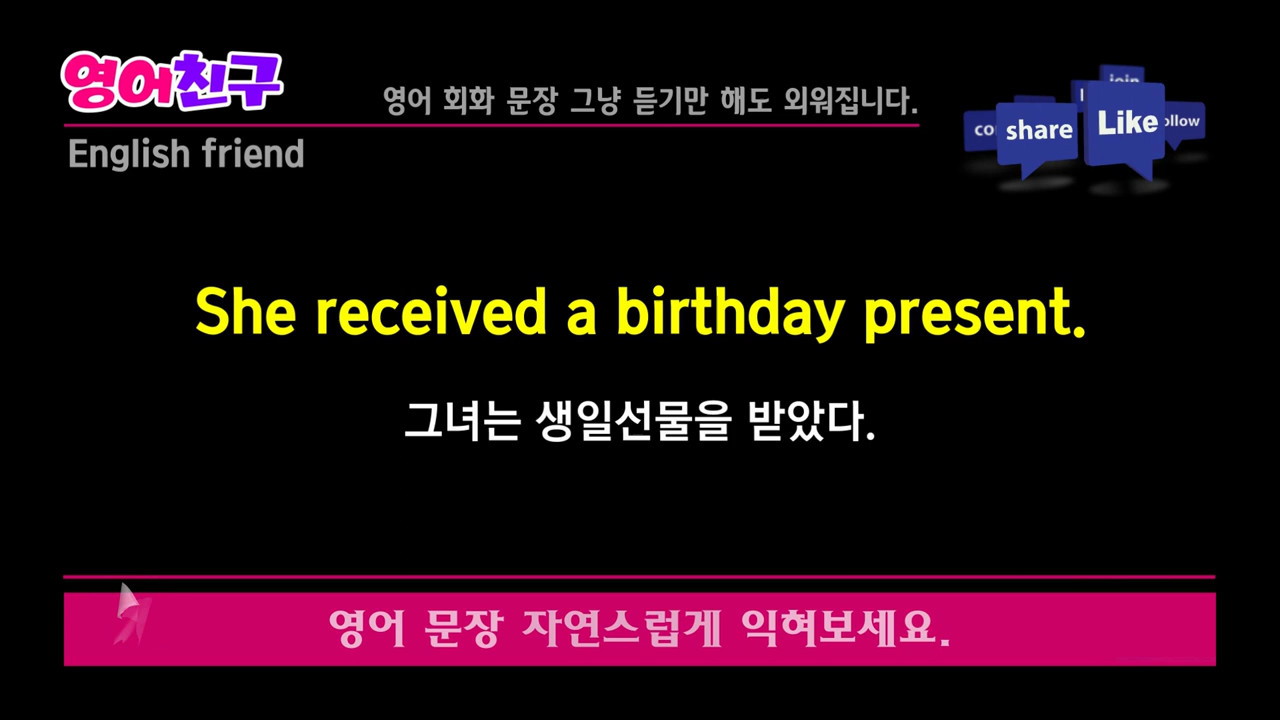 영어친구
영어 회화 문장 그냥 듣기만 해도 외워집니다.
English friend
join
share
Like
She received a birthday present.
그녀는 생일선물을 받았다.
영어 문장 자연스럽게 익혀보세요.